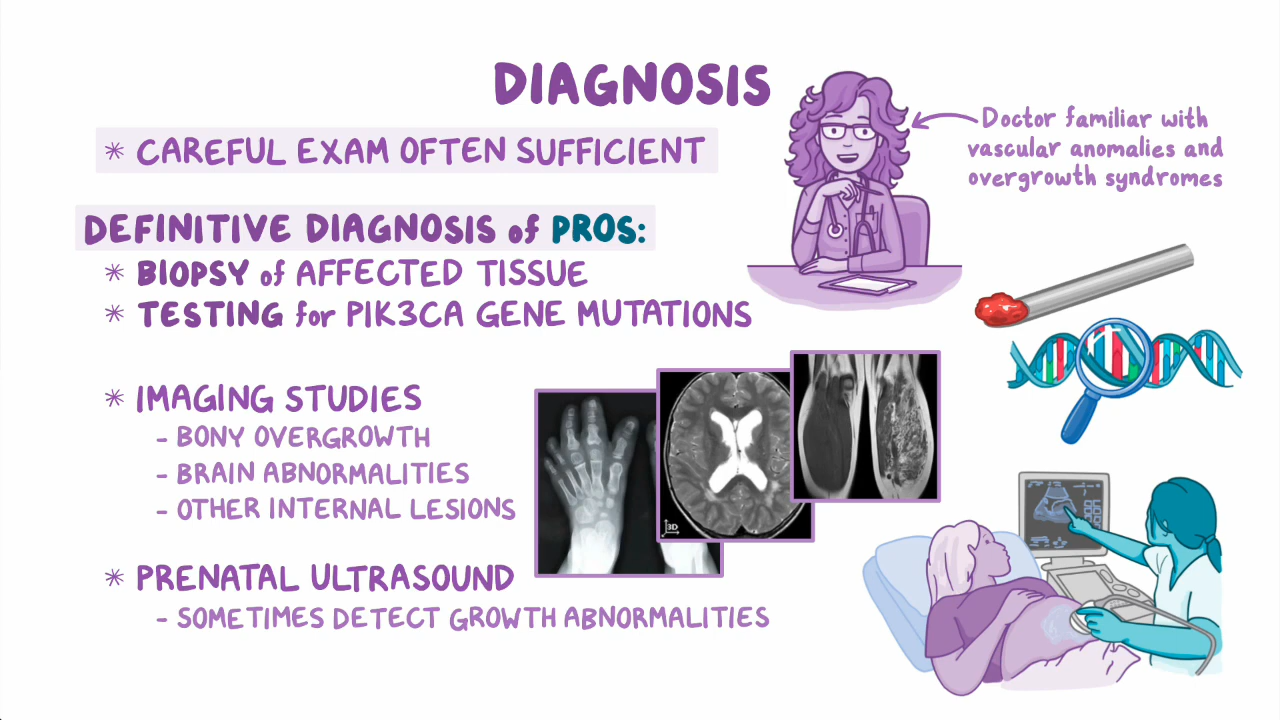 DIAGNOSIS
* CAREFUL EXAM OFTEN SUFFICIENT
Doctor familiar with
vascular anomalies and
overgrowth syndromes
DEFINITIVE DIAGNOSIS of PROS:
* BIOPSY of AFFECTED TISSUE
* TESTING for PIK3CA GENE MUTATIONS
* IMAGING STUDIES
- BONY OVERGROWTH
- BRAIN ABNORMALITIES
- OTHER INTERNAL LESIONS
3D
* PRENATAL ULTRASOUND
- SOMETIMES DETECT GROWTH ABNORMALITIES